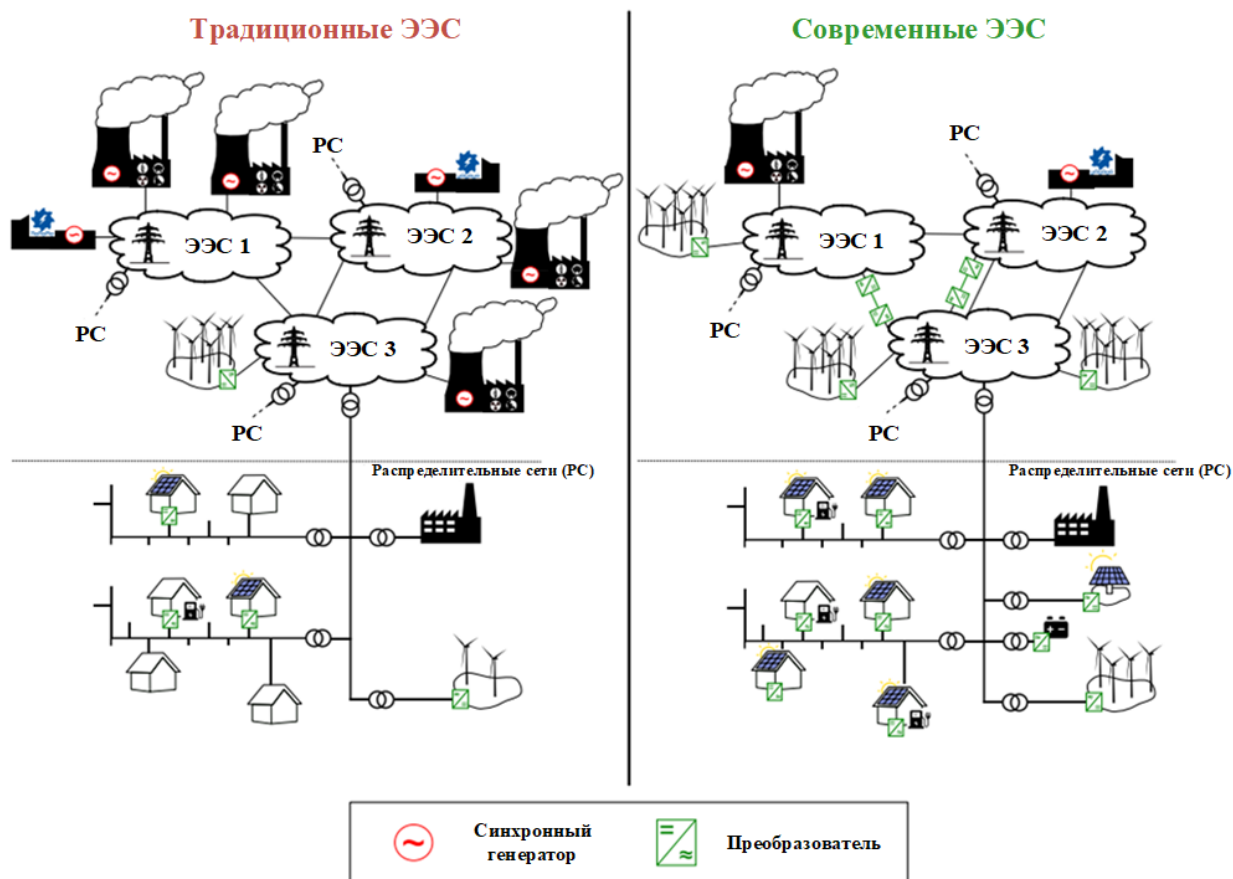 Традиционные ЭЭС
РС
ЭЭС 1
ЭЭС 2
РС
ЭЭС 3
РС
Распределительные сети (РС)
Современные ЭЭС
РС
ЭЭС 1
ЭЭС 2
РС
ЭЭС 3
РС
Распределительные сети (РС)
Синхронный
генератор
Преобразователь